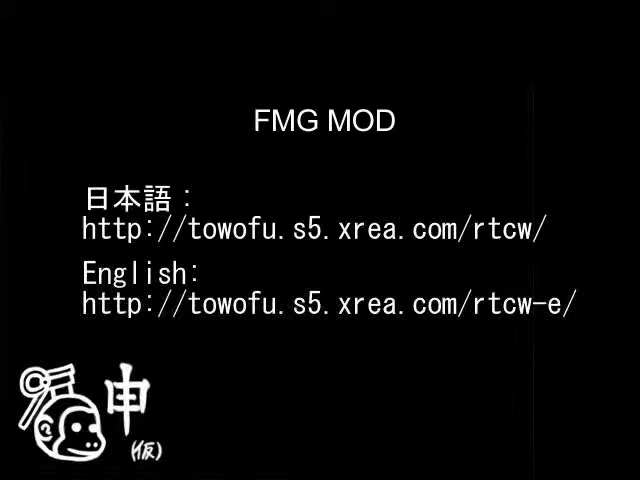 FMG MOD
日本語：
http://towofu.s5.xrea.com/rtcw/
English:
http://towofu.s5.xrea.com/rtcw-e/
申
(仮)